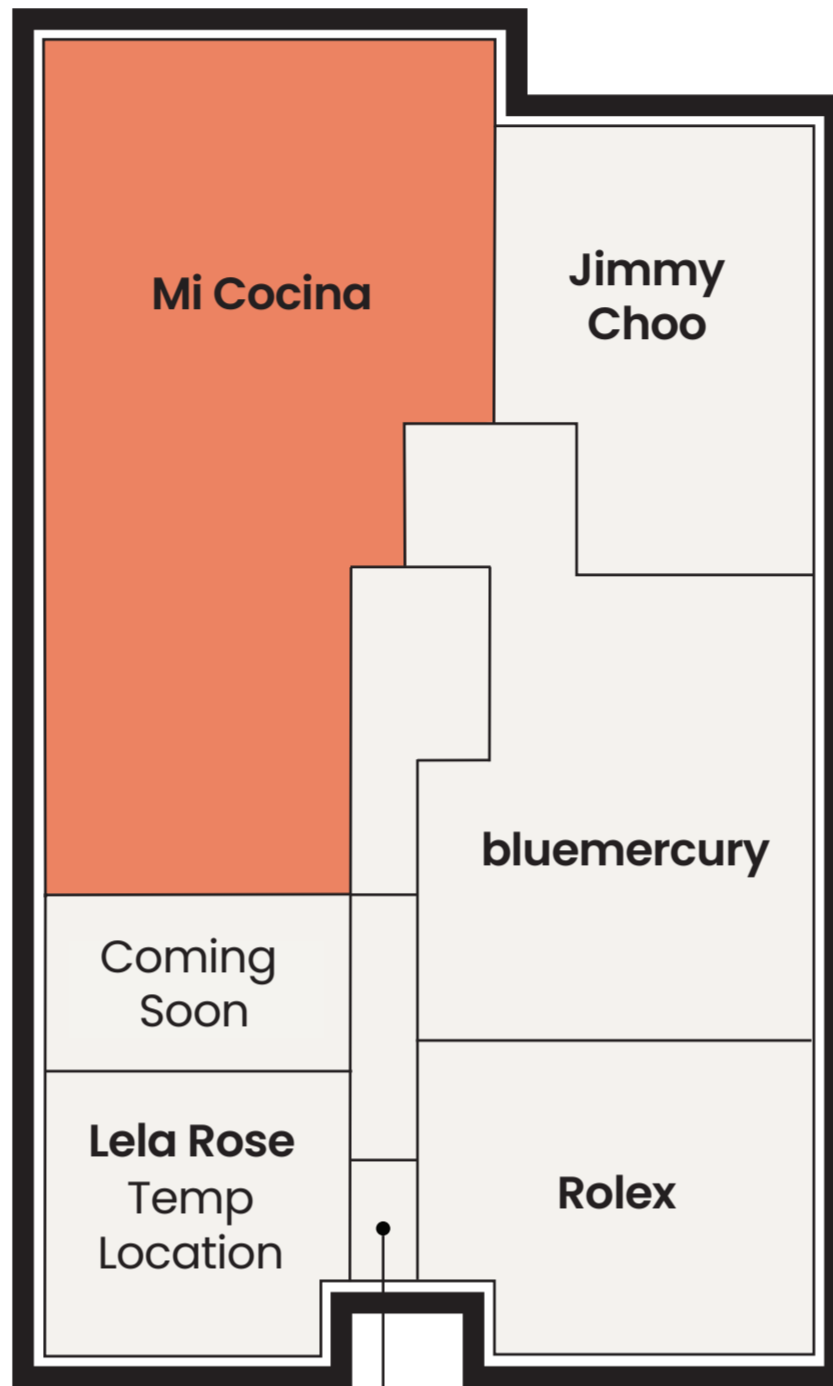 Mi Cocina
Jimmy
Choo
bluemercury
Coming
Soon
Lela Rose
Temp
Location
Rolex